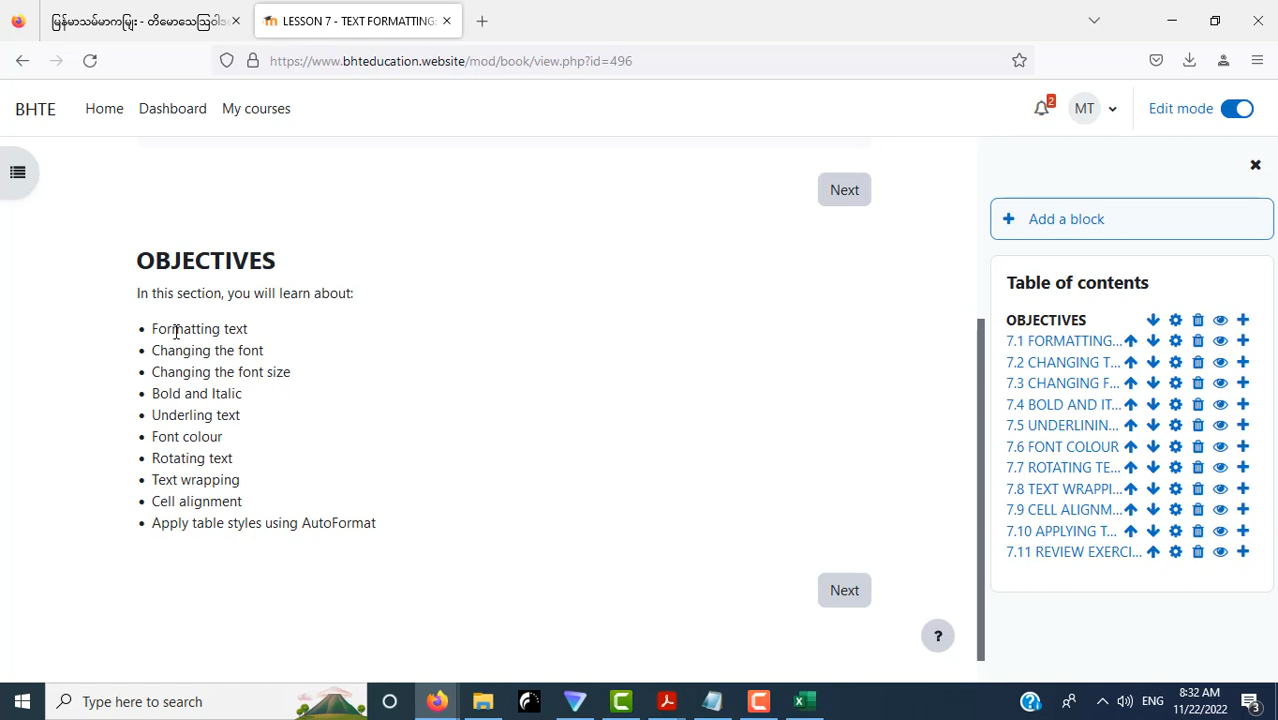 မြန်မာသမ်မာကျမြး - တိမောသေဩဝါဒ
LESSON 7 - TEXT FORMATTING:
https://www.bhteducation.website/mod/book/view.php?id=496
BHTE
Home
Dashboard
My courses
2
MT
Edit mode
Next
Add a block
OBJECTIVES
In this section, you will learn about:
Formatting text
Changing the font
Changing the font size
Bold and Italic
Underling text
Font colour
Rotating text
Text wrapping
Cell alignment
Apply table styles using AutoFormat
Next
?
Table of contents
OBJECTIVES
7.1 FORMATTING...
7.2 CHANGING T...
7.3 CHANGING F...
7.4 BOLD AND IT...
7.5 UNDERLININ...
7.6 FONT COLOUR
7.7 ROTATING TE...
7.8 TEXT WRAPPI...
7.9 CELL ALIGNM...
7.10 APPLYING T...
7.11 REVIEW EXERCI...
Type here to search
ENG
8:32 AM
11/22/2022
3